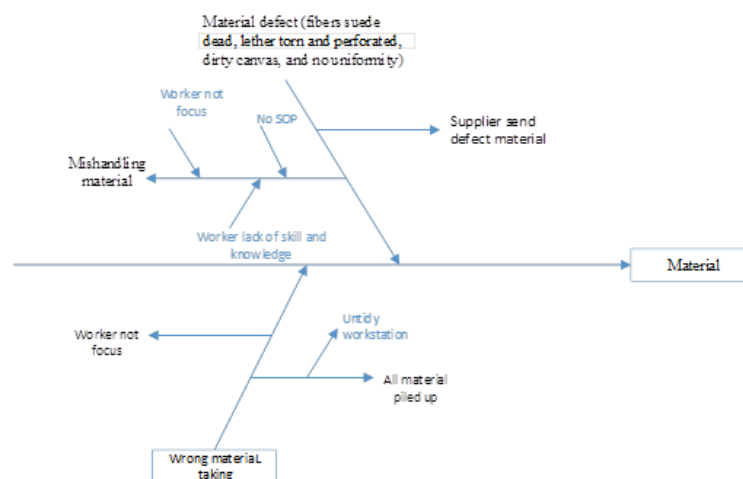 Material defect (fibers suede
dead, lether torn and perforated,
dirty canvas, and no uniformity)
Worker not
focus
No SOP
Supplier send
defect material
Mishandling
material
Worker lack of skill and
knowledge
Material
Worker not
focus
Untidy
workstation
All material
piled up
Wrong material
taking